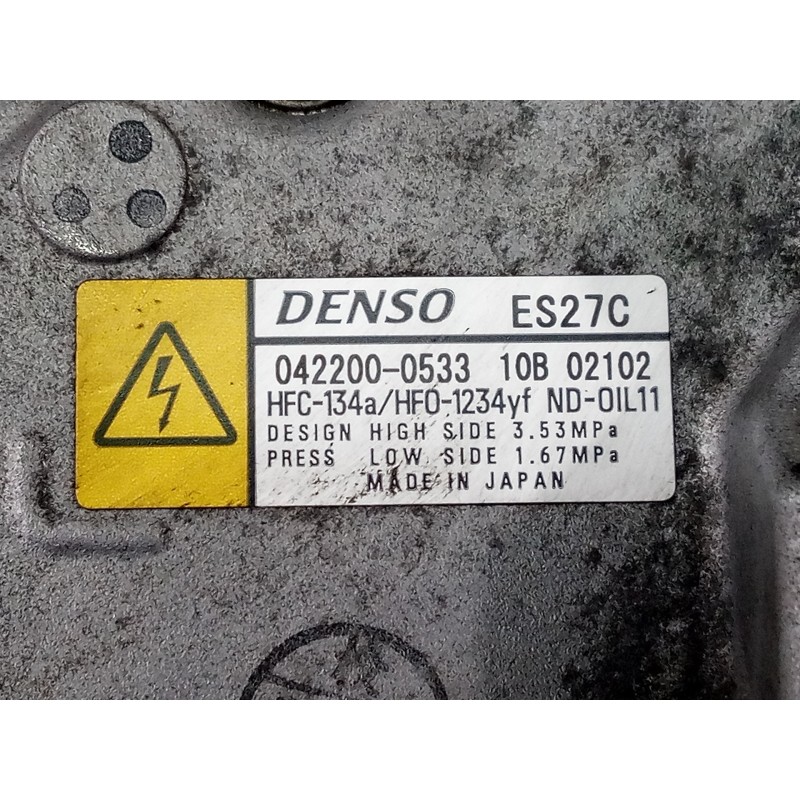 DENSO ES27C
042200-0533 10B 02102
HFC-134a/HFO-1234yf ND-OIL11
DESIGN HIGH SIDE 3.53MPa
PRESS LOW SIDE 1.67MPa
MADE IN JAPAN